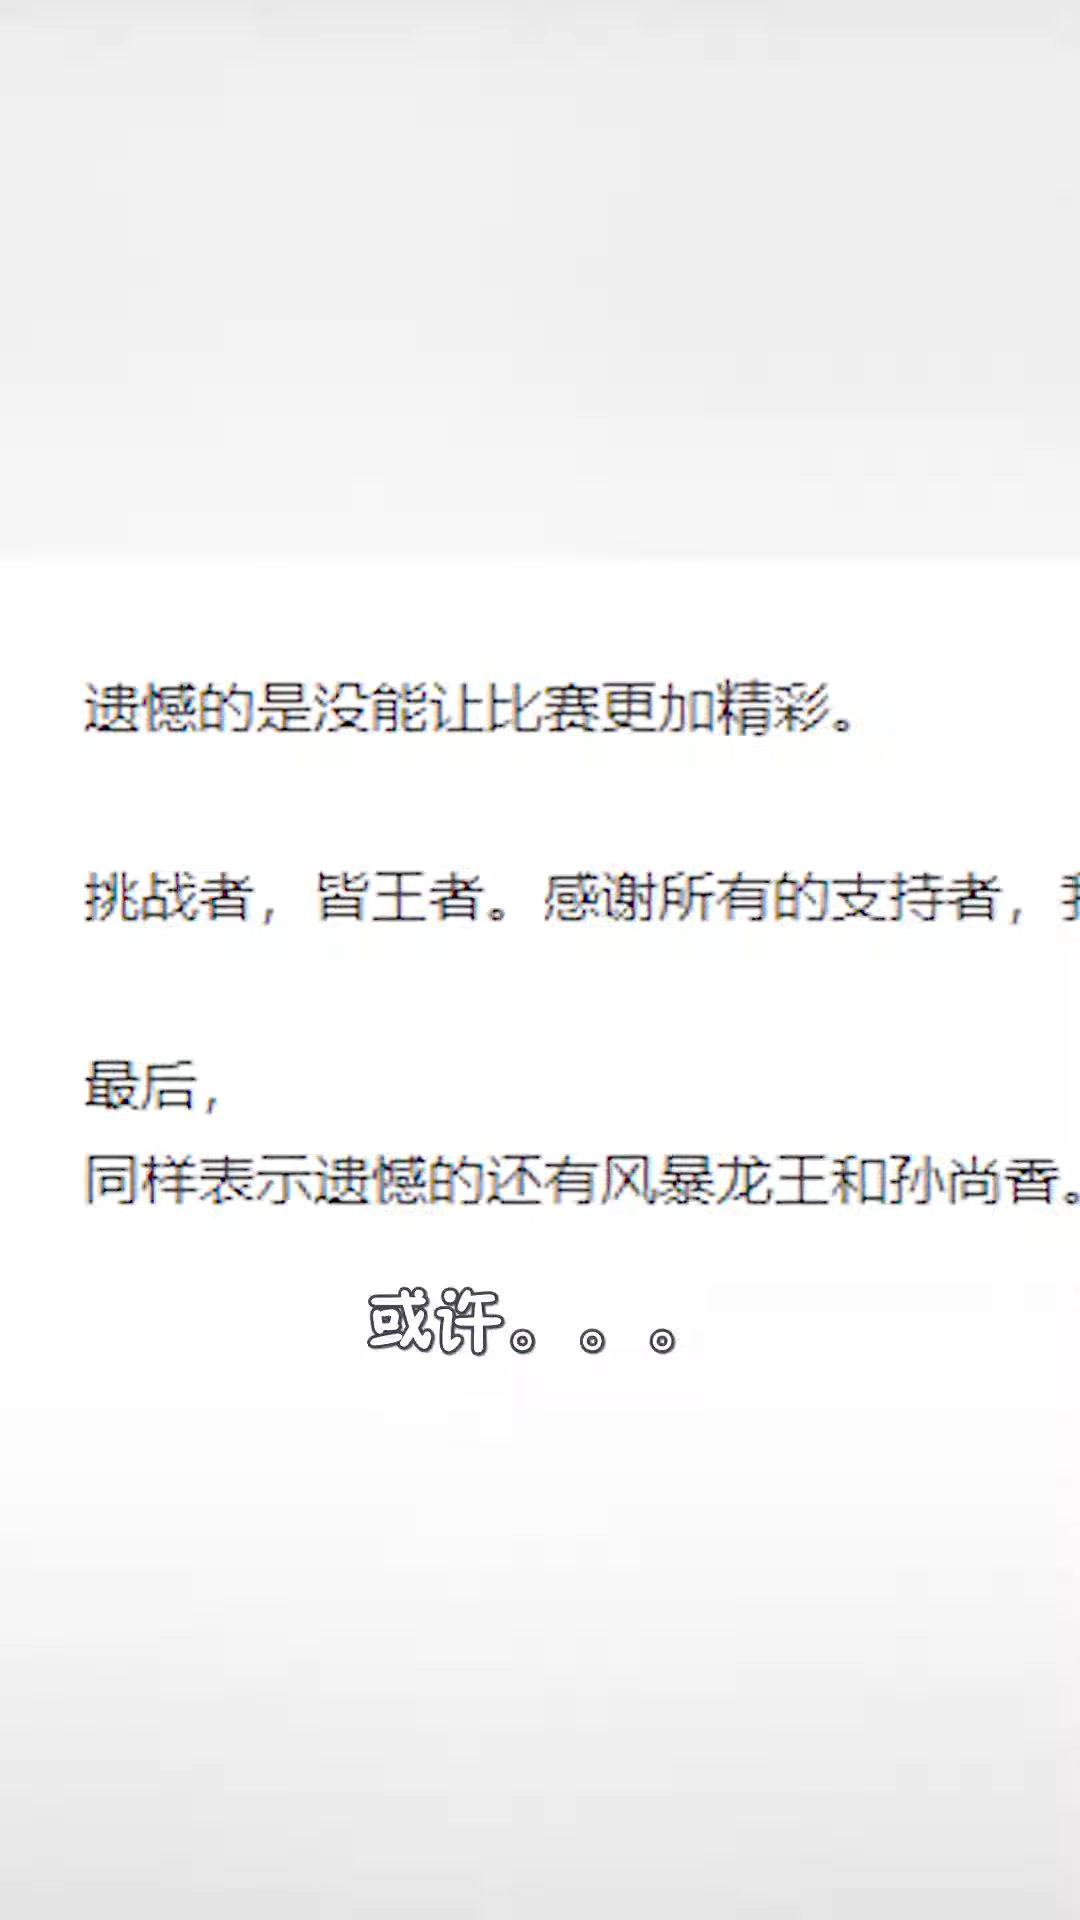 遗憾的是没能让比赛更加精彩。
挑战者，皆王者。感谢所有的支持者，
最后，
同样表示遗憾的还有风暴龙王和孙尚香。
或许。。。